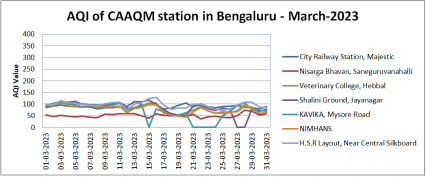 AQI of CAAQM station in Bengaluru - March-2023
AQI Value
400
350
300
250
200
150
100
50
0
01-03-2023
03-03-2023
05-03-2023
07-03-2023
09-03-2023
11-03-2023
13-03-2023
15-03-2023
17-03-2023
19-03-2023
21-03-2023
23-03-2023
25-03-2023
27-03-2023
29-03-2023
31-03-2023
City Railway Station, Majestic
Nisarga Bhavan, Saneguruvanahalli
Veterinary College, Hebbal
Shalini Ground, Jayanagar
KAVIKA, Mysore Road
NIMHANS
H.S.R Layout, Near Central Silkboard